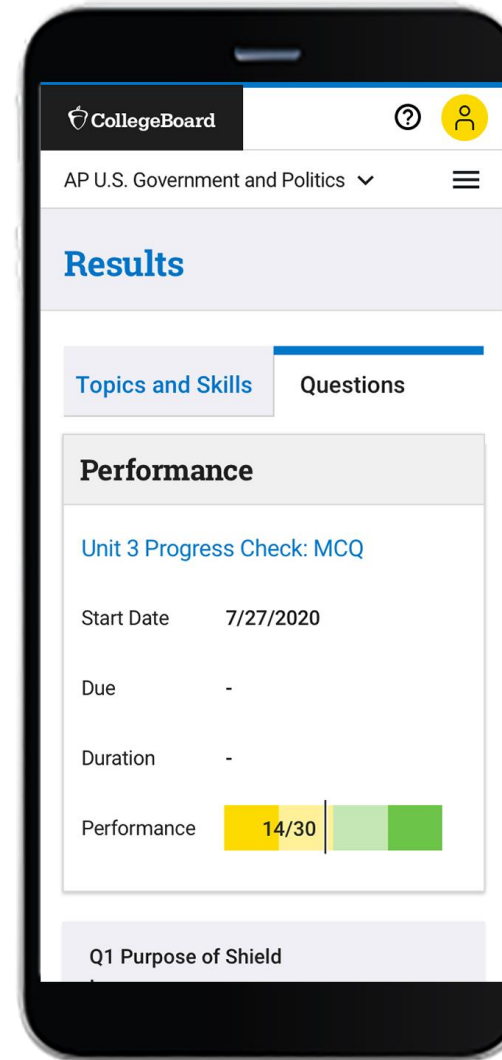 CollegeBoard
AP U.S. Government and Politics
Results
Topics and Skills Questions
Performance
Unit 3 Progress Check: MCQ
Start Date 7/27/2020
Due -
Duration -
Performance 14/30
Q1 Purpose of Shield